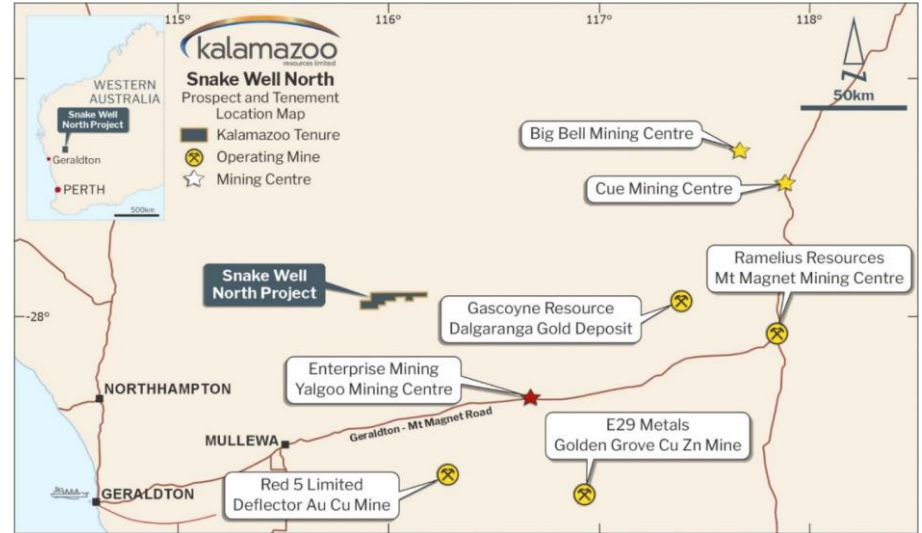 115°
116°
117°
118°
kalamazoo
resources limited
Snake Well North
Prospect and Tenement
Location Map
Kalamazoo Tenure
Operating Mine
Mining Centre
WESTERN
AUSTRALIA
Snake Well
North Project
Geraldton
PERTH
500km
N
50km
Big Bell Mining Centre
Cue Mining Centre
Ramelius Resources
Mt Magnet Mining Centre
Snake Well
North Project
Gascoyne Resource
Dalgaranga Gold Deposit
-28°
Enterprise Mining
Yalgoo Mining Centre
NORTHHAMPTON
Geraldton - Mt Magnet Road
E29 Metals
Golden Grove Cu Zn Mine
MULLEWA
Red 5 Limited
Deflector Au Cu Mine
GERALDTON